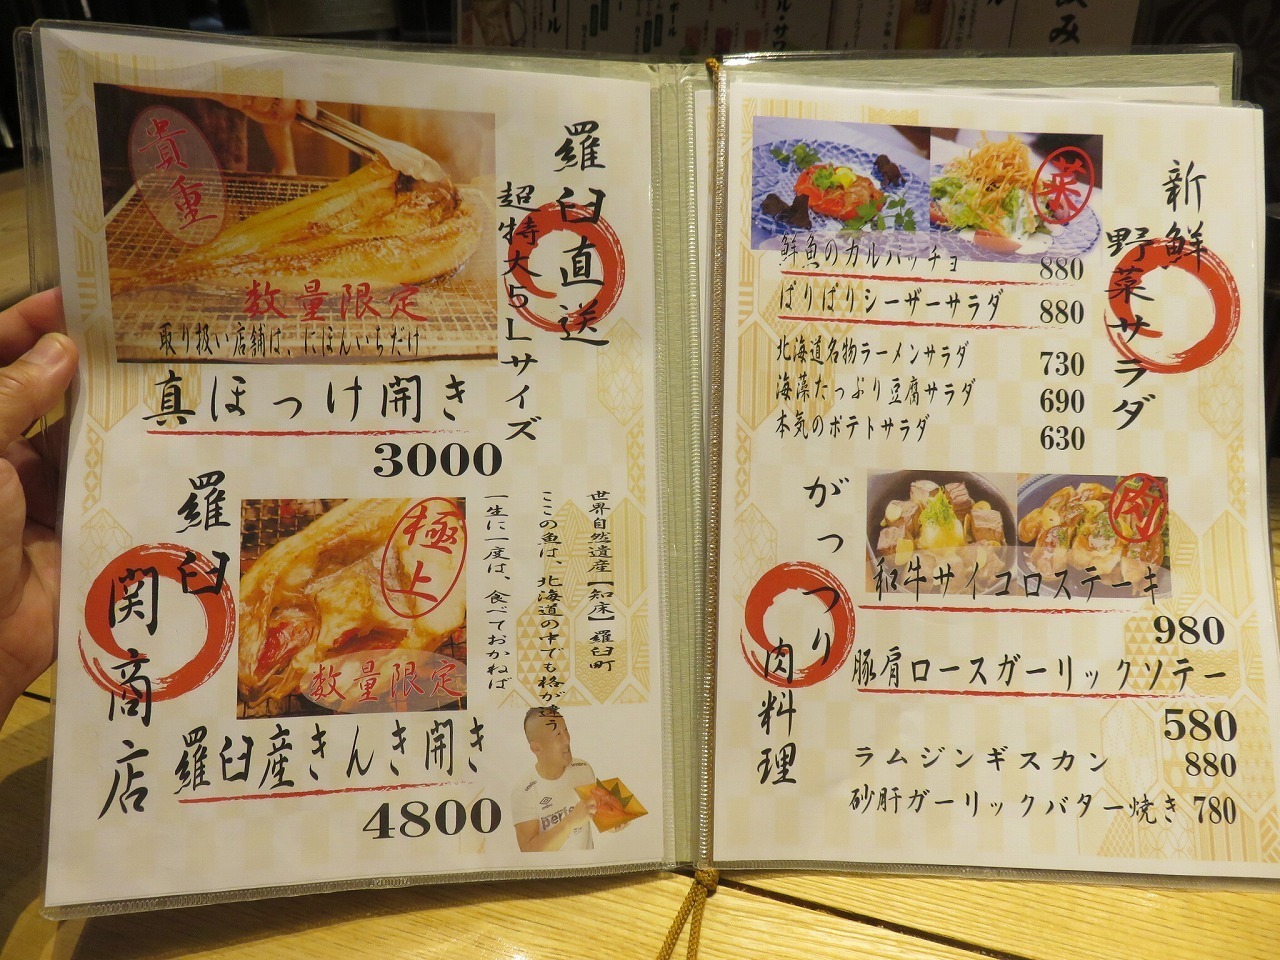 羅臼直送
超特大5Lサイズ
貴重
数量限定
取り扱い店舗は、にほんいちだけ
真ほっけ開き
3000
羅臼
関商店
極上
数量限定
世界自然遺産【知床】羅臼町
ここの魚は、北海道の中でも格が違う。
一生に一度は、食べておかねば
羅臼産きんき開き
4800
新鮮
野菜サラダ
菜
鮮魚のカルパッチョ 880
ぱりぱりシーザーサラダ 880
北海道名物ラーメンサラダ 730
海藻たっぷり豆腐サラダ 690
本気のポテトサラダ 630
がっつり
肉料理
肉
和牛サイコロステーキ
980
豚肩ロースガーリックソテー
580
ラムジンギスカン 880
砂肝ガーリックバター焼き 780